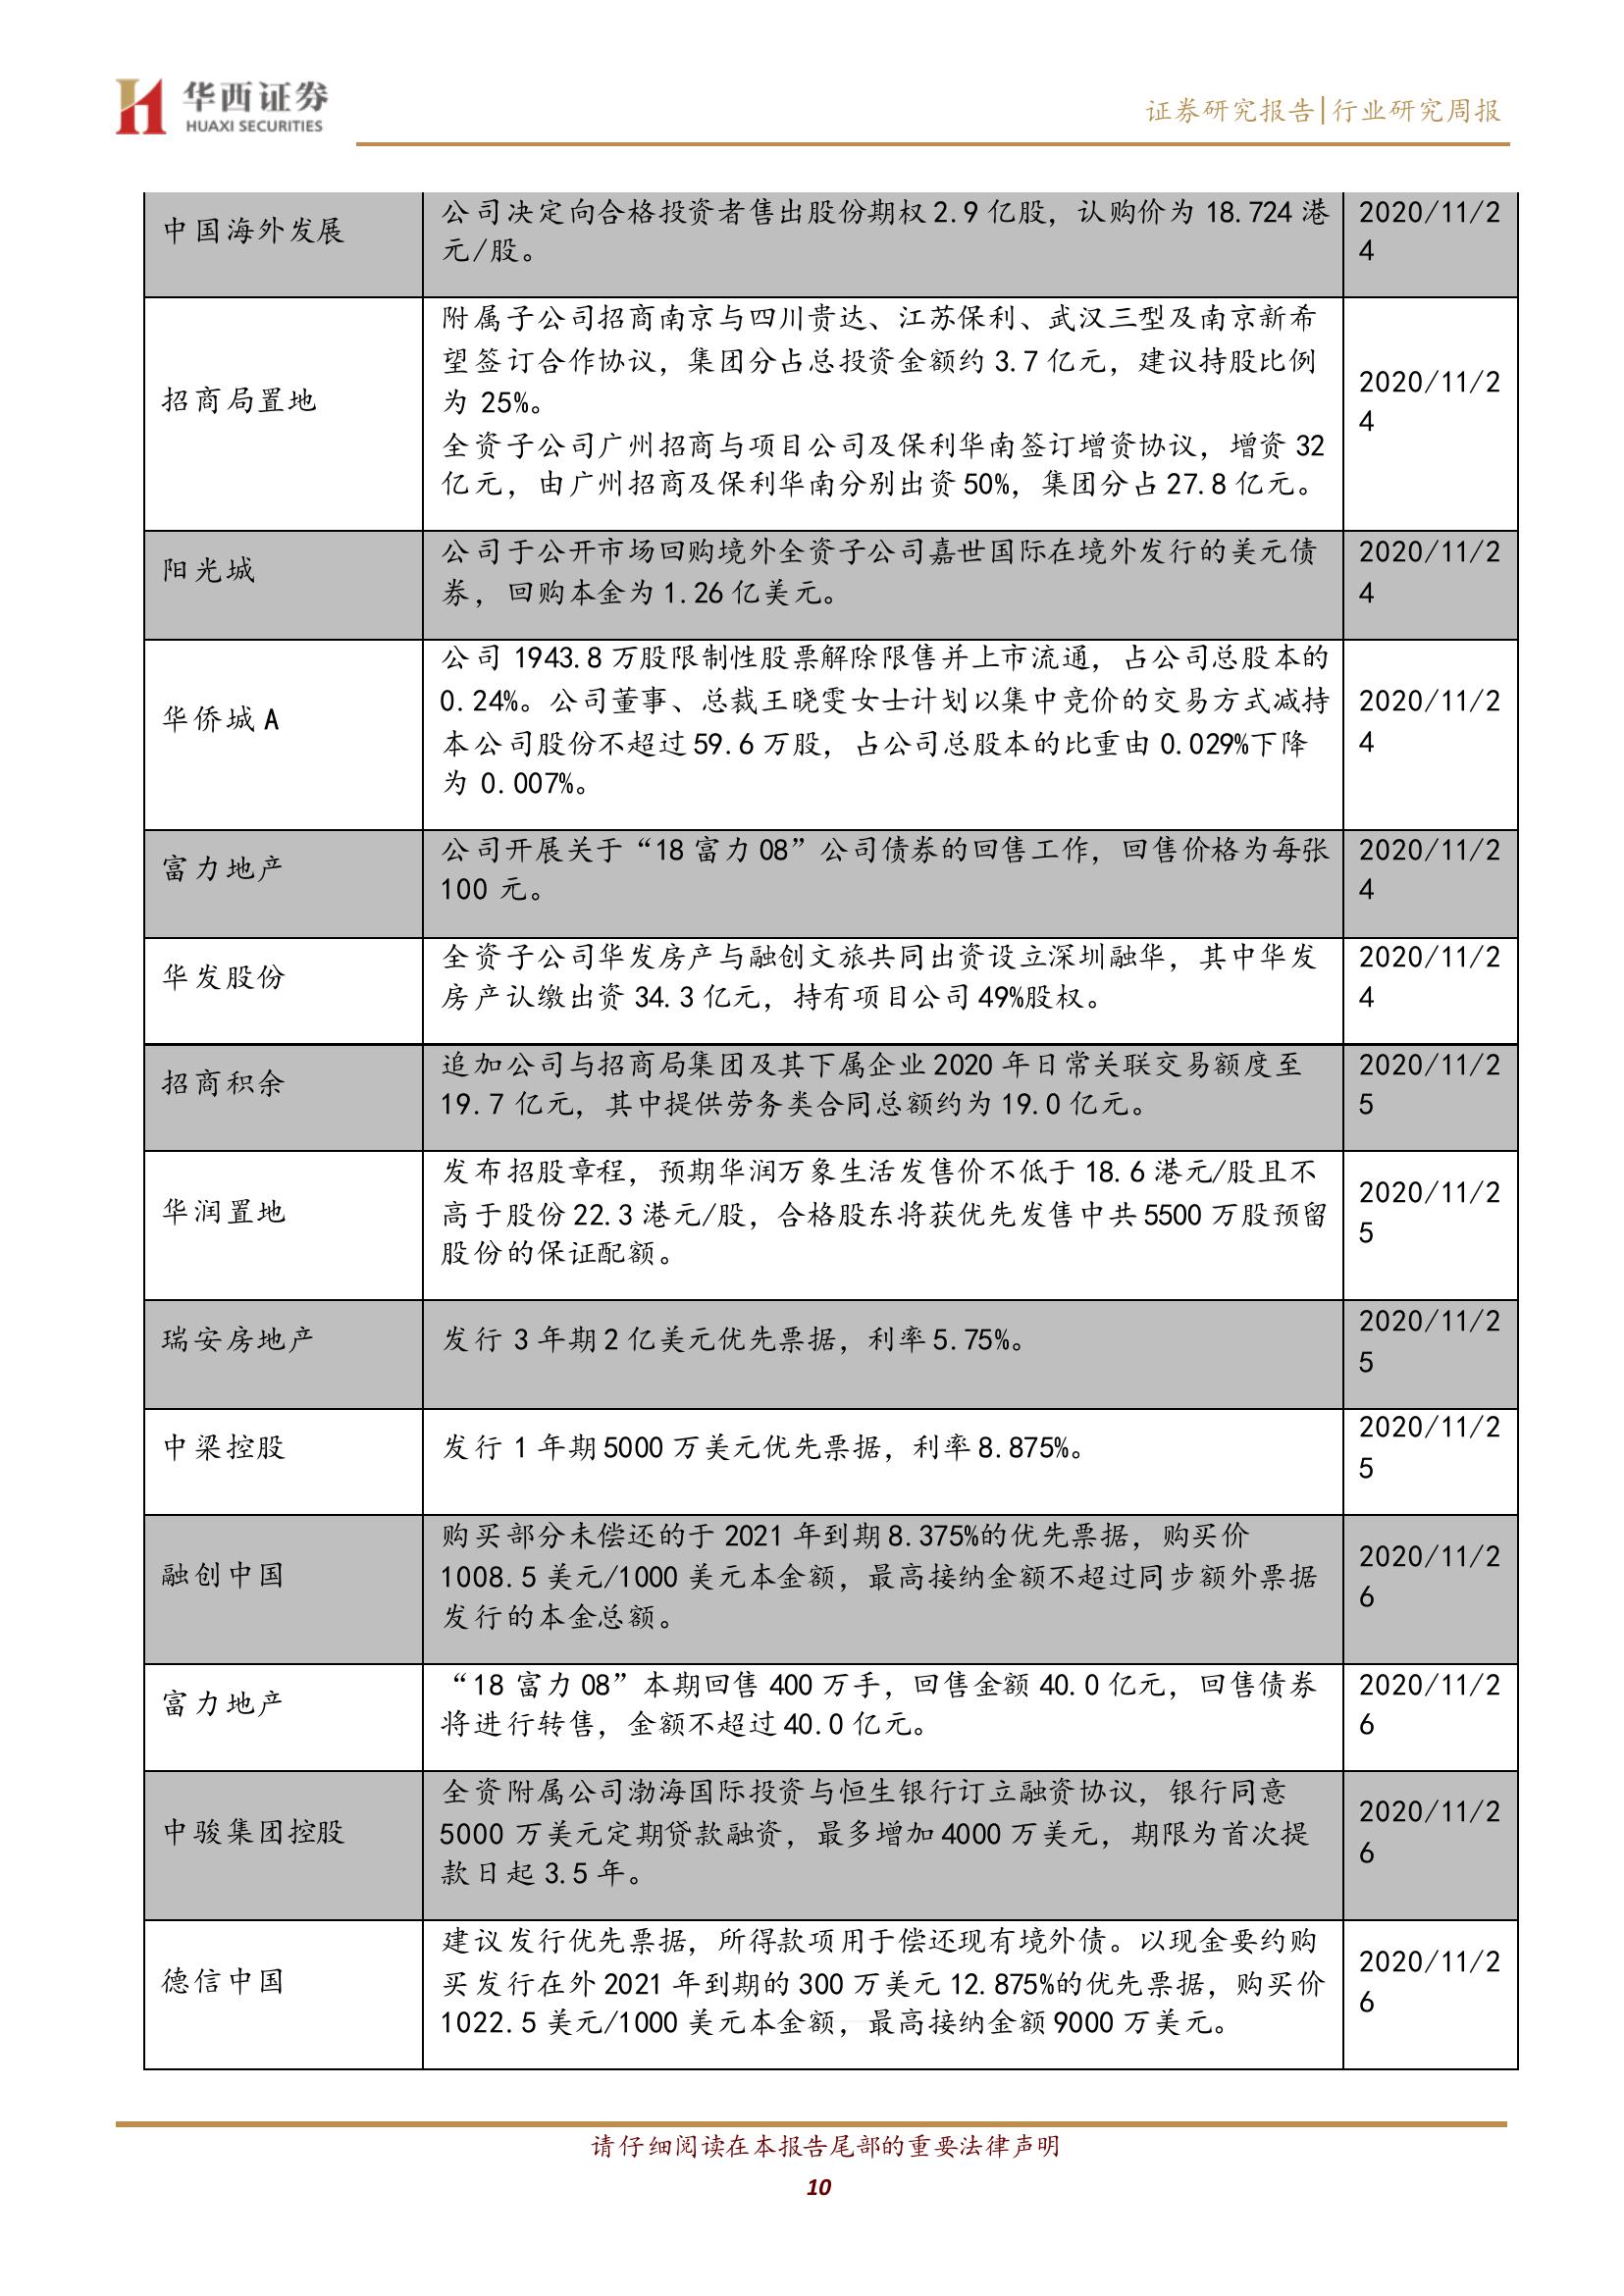 华西证券
HUAXI SECURITIES
证券研究报告|行业研究周报
中国海外发展
公司决定向合格投资者售出股份期权 2.9 亿股，认购价为 18.724 港
元/股。
2020/11/2
4
招商局置地
附属子公司招商南京与四川贵达、江苏保利、武汉三型及南京新希
望签订合作协议，集团分占总投资金额约 3.7 亿元，建议持股比例
为 25%。
全资子公司广州招商与项目公司及保利华南签订增资协议，增资 32
亿元，由广州招商及保利华南分别出资 50%，集团分占 27.8 亿元。
2020/11/2
4
阳光城
公司于公开市场回购境外全资子公司嘉世国际在境外发行的美元债
券，回购本金为 1.26 亿美元。
2020/11/2
4
华侨城 A
公司 1943.8 万股限制性股票解除限售并上市流通，占公司总股本的
0.24%。公司董事、总裁王晓雯女士计划以集中竞价的交易方式减持
本公司股份不超过 59.6 万股，占公司总股本的比重由 0.029%下降
为 0.007%。
2020/11/2
4
富力地产
公司开展关于“18 富力 08”公司债券的回售工作，回售价格为每张
100 元。
2020/11/2
4
华发股份
全资子公司华发房产与融创文旅共同出资设立深圳融华，其中华发
房产认缴出资 34.3 亿元，持有项目公司 49%股权。
2020/11/2
4
招商积余
追加公司与招商局集团及其下属企业 2020 年日常关联交易额度至
19.7 亿元，其中提供劳务类合同总额约为 19.0 亿元。
2020/11/2
5
华润置地
发布招股章程，预期华润万象生活发售价不低于 18.6 港元/股且不
高于股份 22.3 港元/股，合格股东将获优先发售中共 5500 万股预留
股份的保证配额。
2020/11/2
5
瑞安房地产
发行 3 年期 2 亿美元优先票据，利率 5.75%。
2020/11/2
5
中梁控股
发行 1 年期 5000 万美元优先票据，利率 8.875%。
2020/11/2
5
融创中国
购买部分未偿还的于 2021 年到期 8.375%的优先票据，购买价
1008.5 美元/1000 美元本金额，最高接纳金额不超过同步额外票据
发行的本金总额。
2020/11/2
6
富力地产
“18 富力 08”本期回售 400 万手，回售金额 40.0 亿元，回售债券
将进行转售，金额不超过 40.0 亿元。
2020/11/2
6
中骏集团控股
全资附属公司渤海国际投资与恒生银行订立融资协议，银行同意
5000 万美元定期贷款融资，最多增加 4000 万美元，期限为首次提
款日起 3.5 年。
2020/11/2
6
德信中国
建议发行优先票据，所得款项用于偿还现有境外债。以现金要约购
买发行在外 2021 年到期的 300 万美元 12.875%的优先票据，购买价
1022.5 美元/1000 美元本金额，最高接纳金额 9000 万美元。
2020/11/2
6
请仔细阅读在本报告尾部的重要法律声明
10